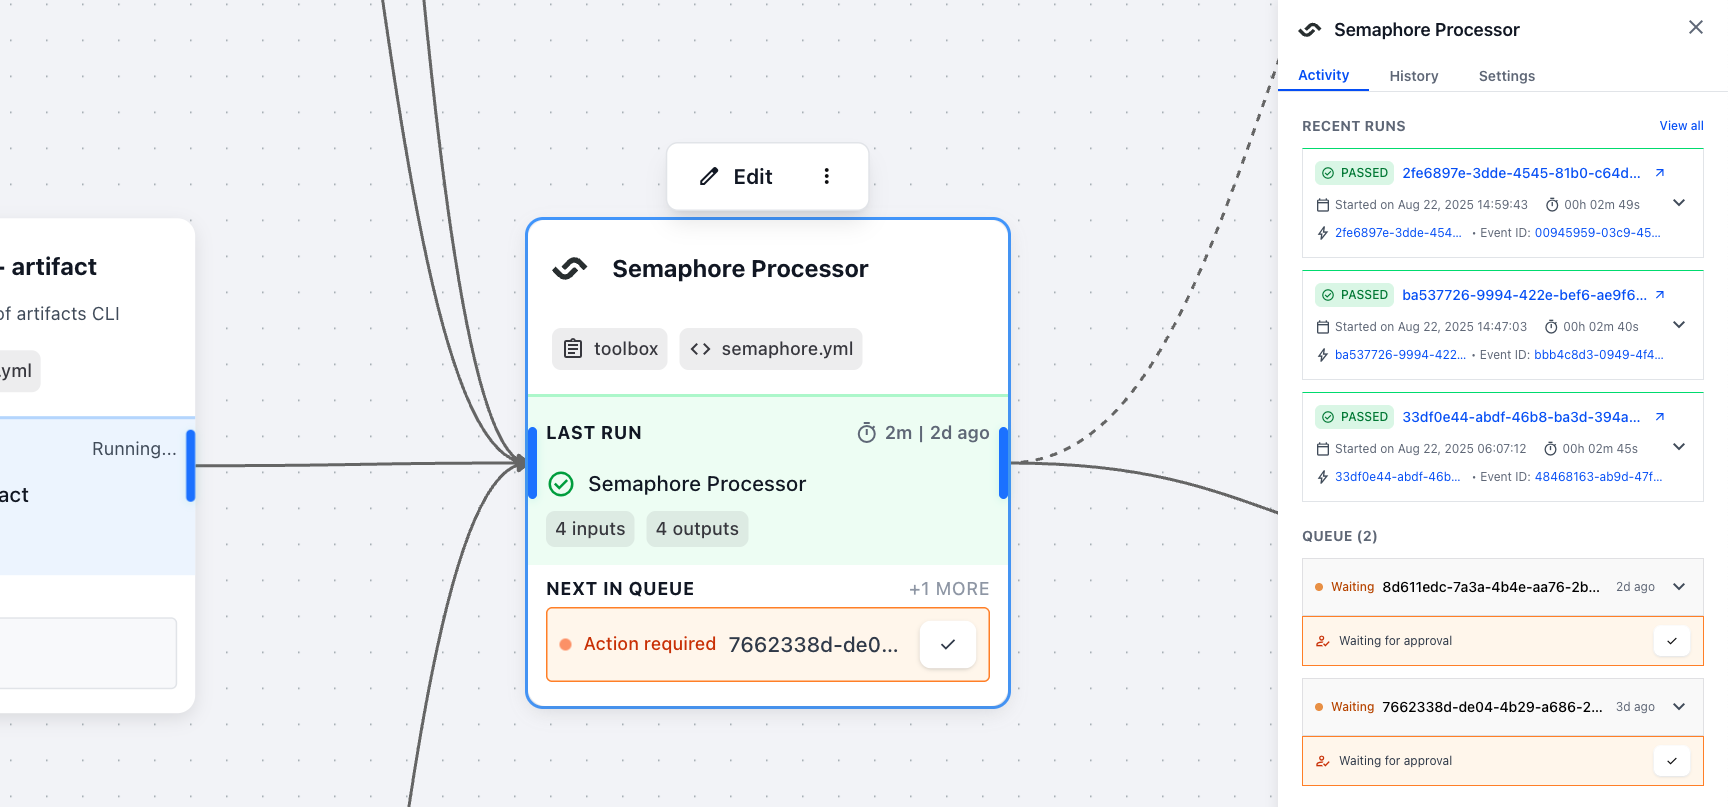 - artifact
of artifacts CLI
.yml
Running...
act
Edit
Semaphore Processor
toolbox
semaphore.yml
LAST RUN
2m | 2d ago
Semaphore Processor
4 inputs
4 outputs
NEXT IN QUEUE
+1 MORE
Action required 7662338d-de0...
Semaphore Processor
Activity
History
Settings
RECENT RUNS
View all
PASSED 2fe6897e-3dde-4545-81b0-c64d...
Started on Aug 22, 2025 14:59:43 00h 02m 49s
2fe6897e-3dde-454... • Event ID: 00945959-03c9-45...
PASSED ba537726-9994-422e-bef6-ae9f6...
Started on Aug 22, 2025 14:47:03 00h 02m 40s
ba537726-9994-422... • Event ID: bbb4c8d3-0949-4f4...
PASSED 33df0e44-abdf-46b8-ba3d-394a...
Started on Aug 22, 2025 06:07:12 00h 02m 45s
33df0e44-abdf-46b... • Event ID: 48468163-ab9d-47f...
QUEUE (2)
Waiting 8d611edc-7a3a-4b4e-aa76-2b... 2d ago
Waiting for approval
Waiting 7662338d-de04-4b29-a686-2... 3d ago
Waiting for approval